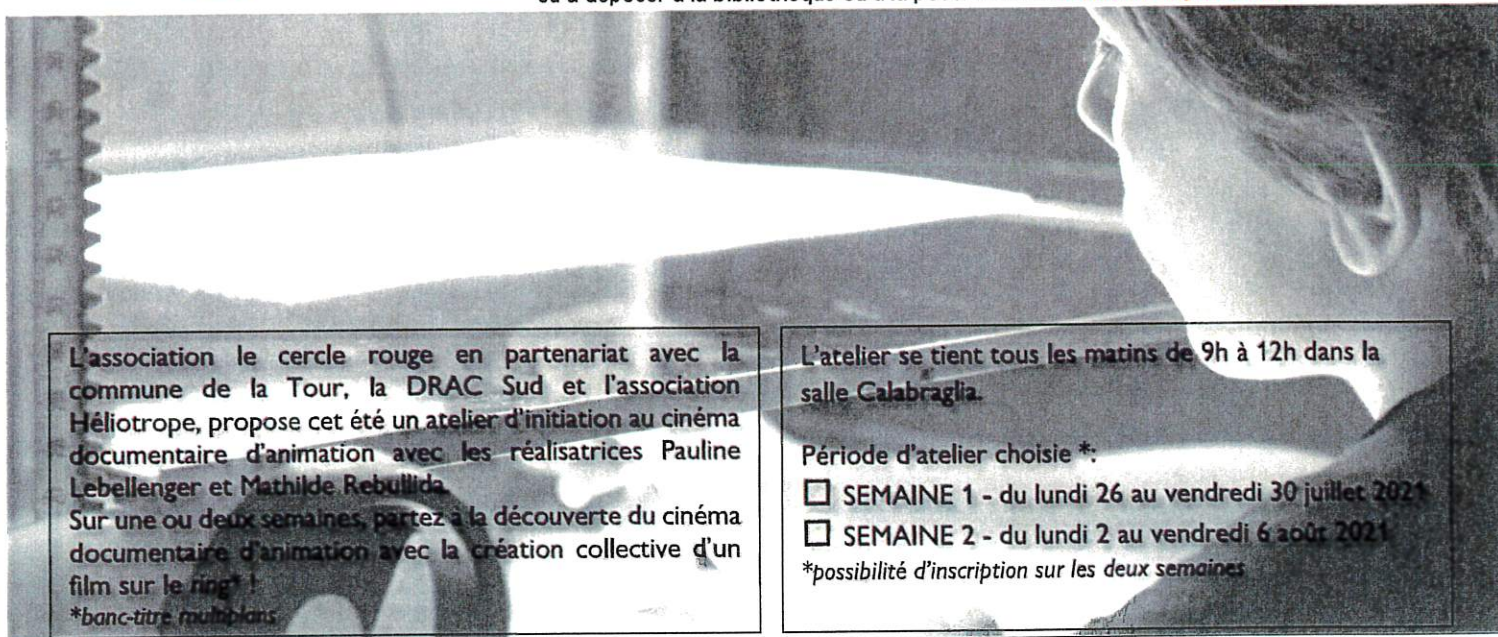 L'association le cercle rouge en partenariat avec la
commune de la Tour, la DRAC Sud et l'association
Héliotrope, propose cet été un atelier d'initiation au cinéma
documentaire d'animation avec les réalisatrices Pauline
Lebellenger et Mathilde Rebullida.
Sur une ou deux semaines, partez à la découverte du cinéma
documentaire d'animation avec la création collective d'un
film sur le ring* !
*banc-titre multiplans
L'atelier se tient tous les matins de 9h à 12h dans la
salle Calabraglia.
Période d'atelier choisie *:
☐ SEMAINE 1 - du lundi 26 au vendredi 30 juillet 2021
☐ SEMAINE 2 - du lundi 2 au vendredi 6 août 2021
*possibilité d'inscription sur les deux semaines